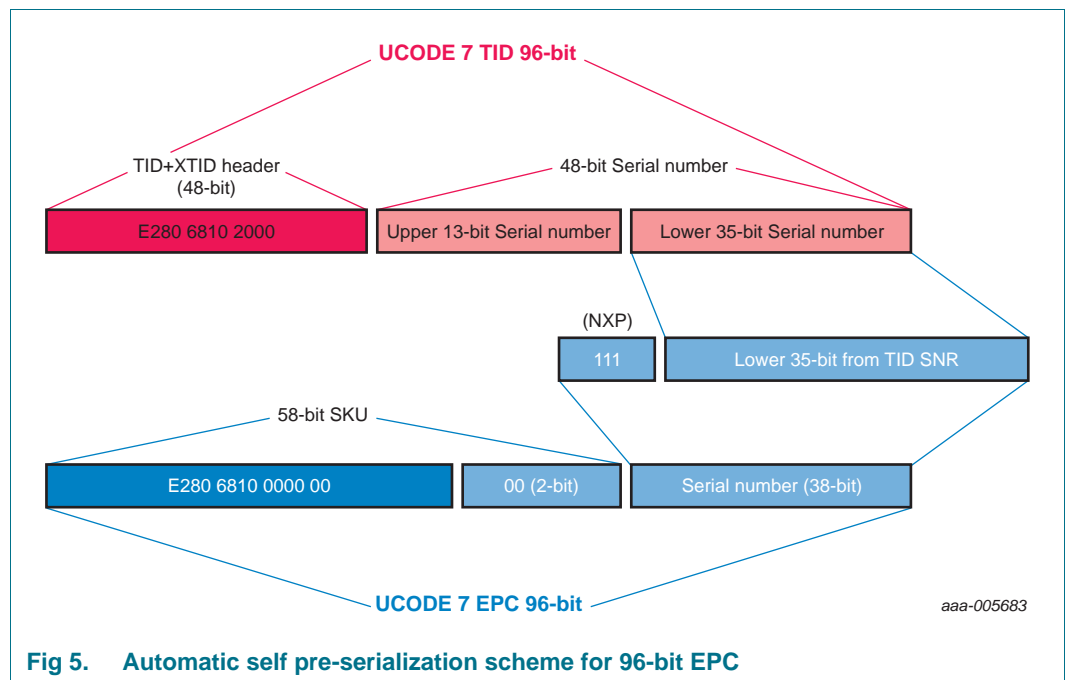 UCODE 7 TID 96-bit
TID+XTID header
(48-bit)
48-bit Serial number
E280 6810 2000
Upper 13-bit Serial number
Lower 35-bit Serial number
(NXP)
111
Lower 35-bit from TID SNR
58-bit SKU
E280 6810 0000 00
00 (2-bit)
Serial number (38-bit)
UCODE 7 EPC 96-bit
aaa-005683
Fig 5. Automatic self pre-serialization scheme for 96-bit EPC